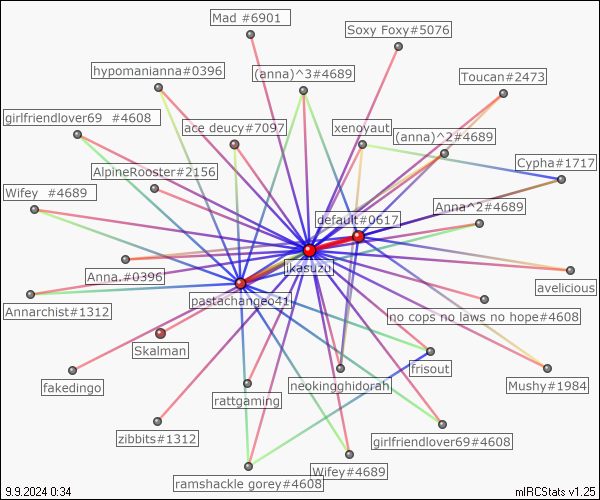 Mad #6901
Soxy Foxy#5076
hypomanianna#0396
(anna)^3#4689
Toucan#2473
girlfriendlover69 #4608
ace deucy#7097
xenoyaut
(anna)^2#4689
AlpineRooster#2156
Cypha#1717
Wifey #4689
default#0617
Anna^2#4689
Anna.#0396
ikasuzu
avelicious
pastachangeo41
Annarchist#1312
no cops no laws no hope#4608
Skalman
frisout
fakedingo
neokingghidorah
Mushy#1984
rattgaming
zibbits#1312
girlfriendlover69#4608
Wifey#4689
ramshackle gorey#4608
9.9.2024 0:34
mIRCStats v1.25